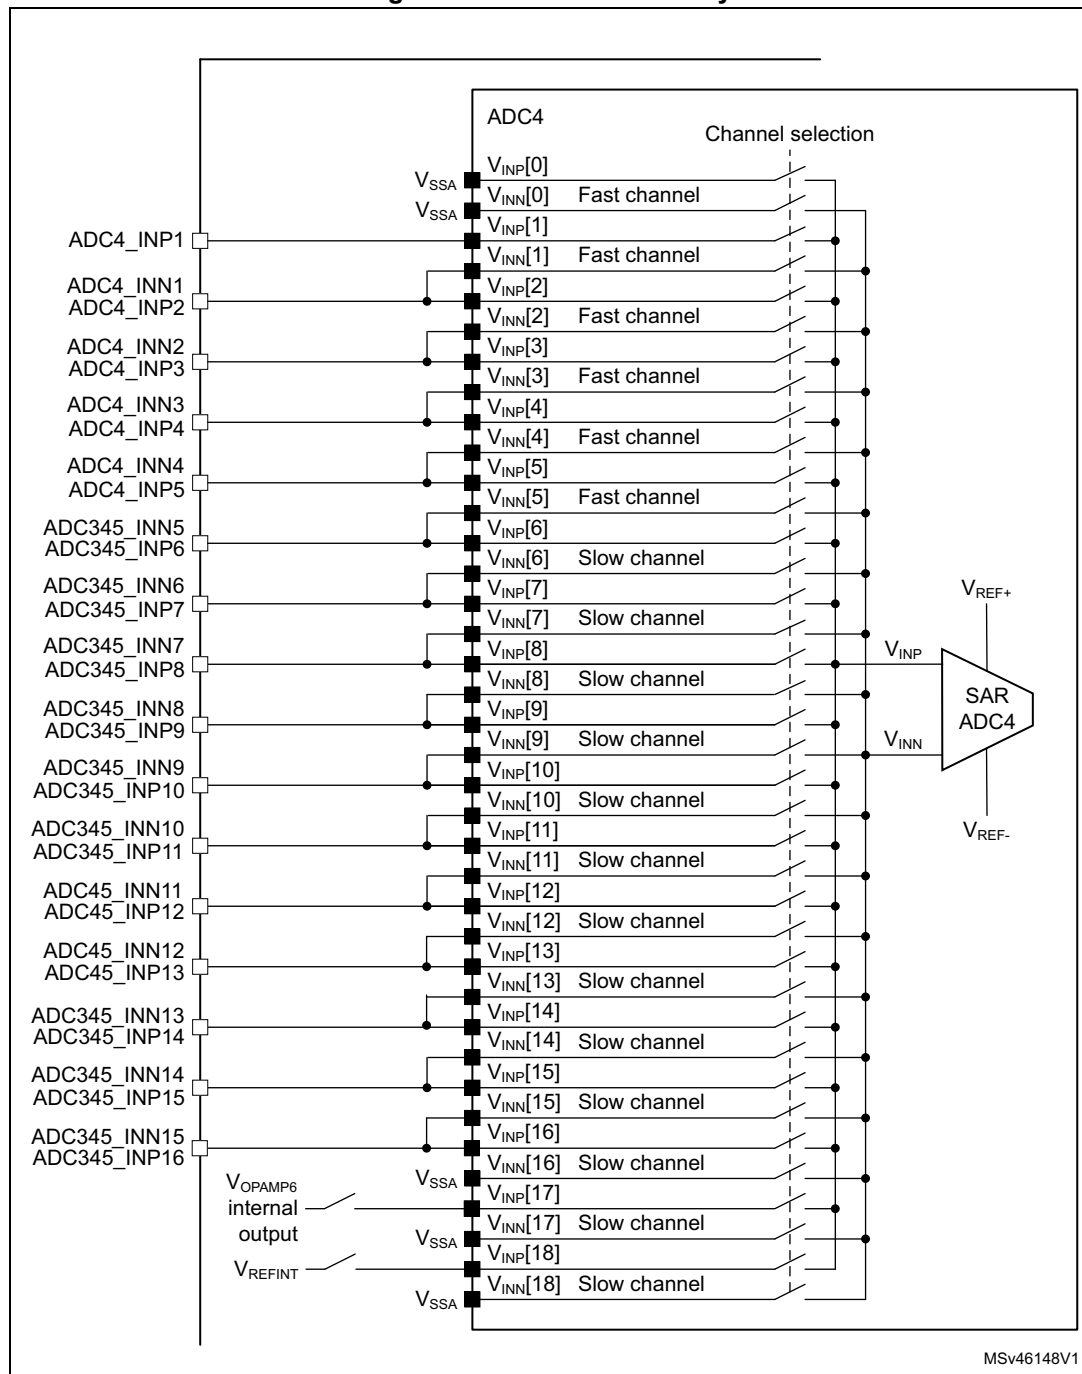 ADC4
Channel selection
VSSA
VINP[0]
VSSA
VINN[0] Fast channel
ADC4_INP1
VINP[1]
VINN[1] Fast channel
ADC4_INN1
ADC4_INP2
VINP[2]
VINN[2] Fast channel
ADC4_INN2
ADC4_INP3
VINP[3]
VINN[3] Fast channel
ADC4_INN3
ADC4_INP4
VINP[4]
VINN[4] Fast channel
ADC4_INN4
ADC4_INP5
VINP[5]
VINN[5] Fast channel
ADC345_INN5
ADC345_INP6
VINP[6]
VINN[6] Slow channel
ADC345_INN6
ADC345_INP7
VINP[7]
VINN[7] Slow channel
ADC345_INN7
ADC345_INP8
VINP[8]
VINN[8] Slow channel
ADC345_INN8
ADC345_INP9
VINP[9]
VINN[9] Slow channel
ADC345_INN9
ADC345_INP10
VINP[10]
VINN[10] Slow channel
ADC345_INN10
ADC345_INP11
VINP[11]
VINN[11] Slow channel
ADC45_INN11
ADC45_INP12
VINP[12]
VINN[12] Slow channel
ADC45_INN12
ADC45_INP13
VINP[13]
VINN[13] Slow channel
ADC345_INN13
ADC345_INP14
VINP[14]
VINN[14] Slow channel
ADC345_INN14
ADC345_INP15
VINP[15]
VINN[15] Slow channel
ADC345_INN15
ADC345_INP16
VINP[16]
VSSA
VINN[16] Slow channel
VOPAMP6
internal
output
VINP[17]
VSSA
VINN[17] Slow channel
VREFINT
VINP[18]
VSSA
VINN[18] Slow channel
VREF+
VINP
SAR
ADC4
VINN
VREF-
MSv46148V1